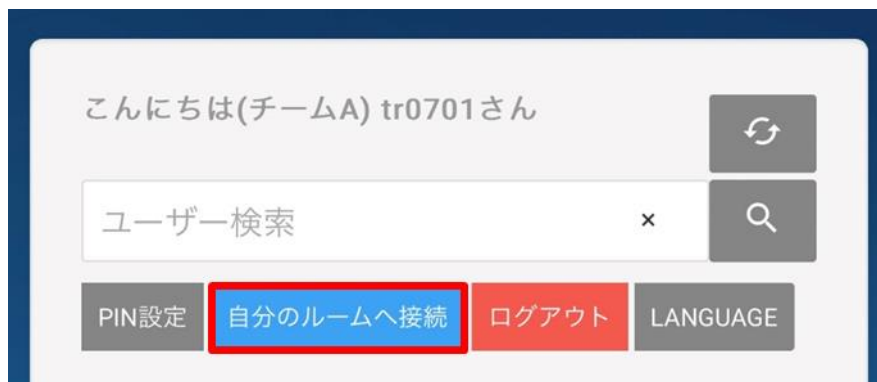 こんにちは(チームA) tr0701さん
ユーザー検索 ×
PIN設定 自分のルームへ接続 ログアウト LANGUAGE